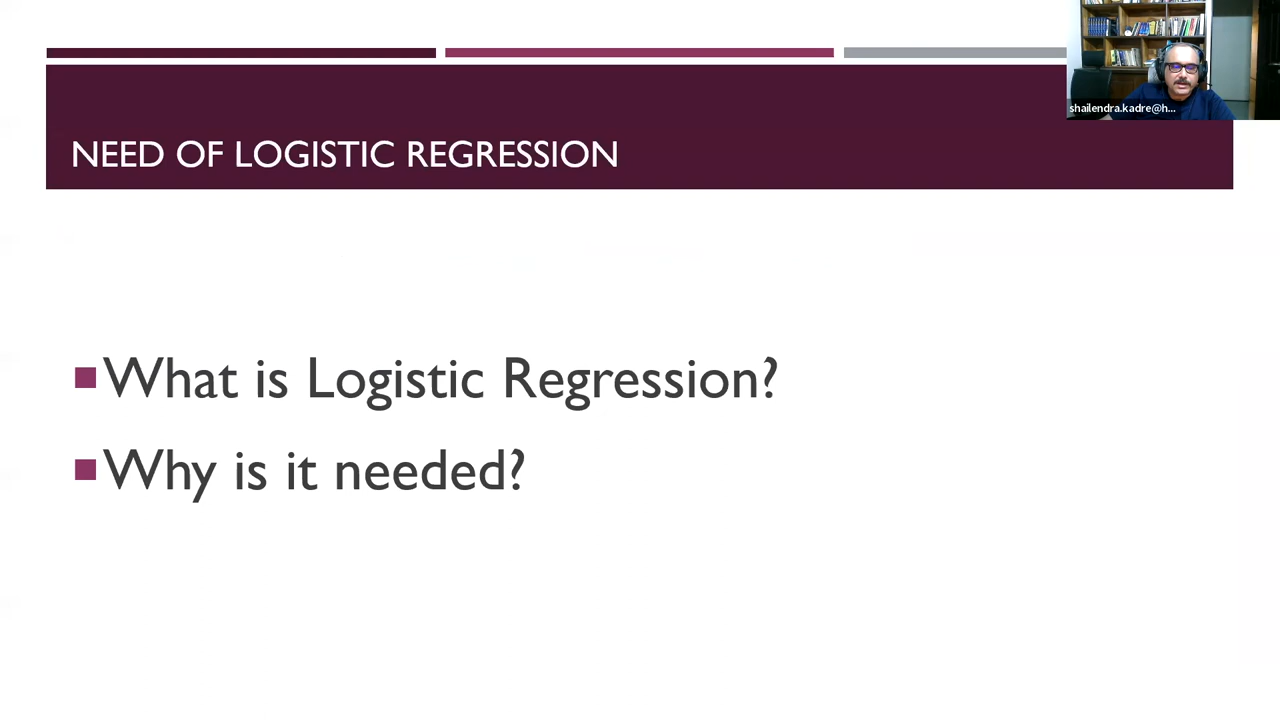 shailendra.kadre@h...
NEED OF LOGISTIC REGRESSION
What is Logistic Regression?
Why is it needed?